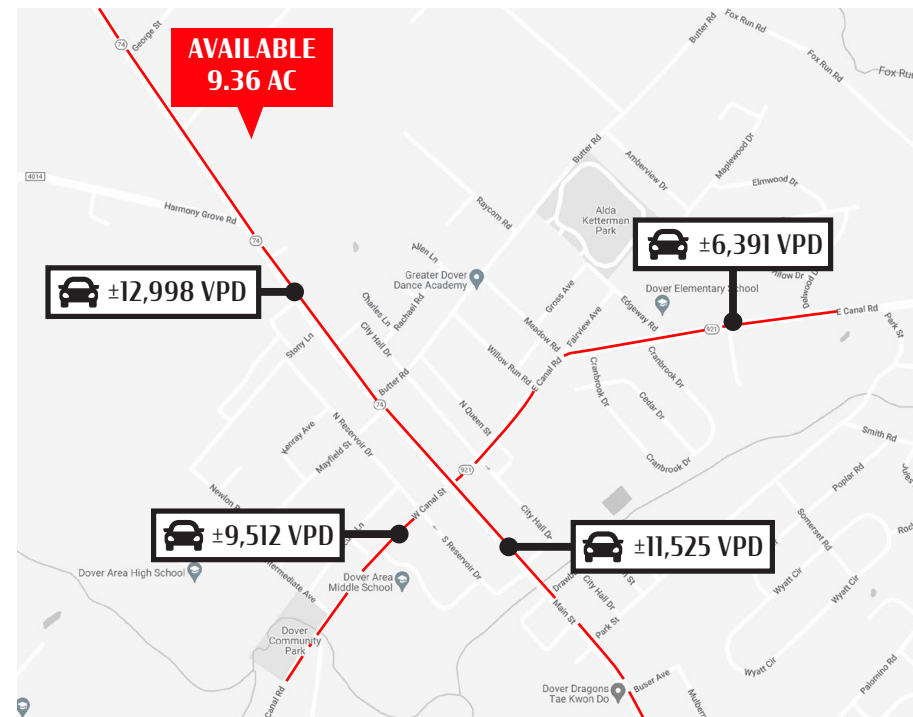 George St
74
AVAILABLE
9.36 AC
Butter Rd
Fox Run Rd
Fox Run Rd
Fox Run
4014
Harmony Grove Rd
74
Butter Rd
Amberview Dr
Maplewood Dr
Elmwood Dr
Raycom Rd
Alda
Ketterman
Park
±6,391 VPD
Allen Ln
Greater Dover
Dance Academy
Gross Ave
Edgeway Rd
Dover Elementary School
Willow Dr
Delwood Dr
±12,998 VPD
Charles Ln
Rachael Rd
City Hall Dr
Meadow Rd
Fairview Ave
921
E Canal Rd
Park St
Stony Ln
Willow Run Rd
E Canal Rd
Cranbrook Dr
Cranbrook Dr
Butter Rd
74
N Queen St
Cedar Dr
Kenray Ave
N Reservoir Dr
Mayfield St
Cranbrook Dr
Smith Rd
Poplar Rd
921
W Canal St
City Hall Dr
Somerset Rd
±9,512 VPD
S Reservoir Dr
±11,525 VPD
Dover Area High School
Intermediate Ave
Dover Area
Middle School
City Hall Dr
Main St
Park St
Wyatt Cir
Wyatt Cir
Dover
Community
Park
Wyatt Cir
Canal Rd
Dover Dragons
Tae Kwon Do
Buser Ave
Palomino Rd